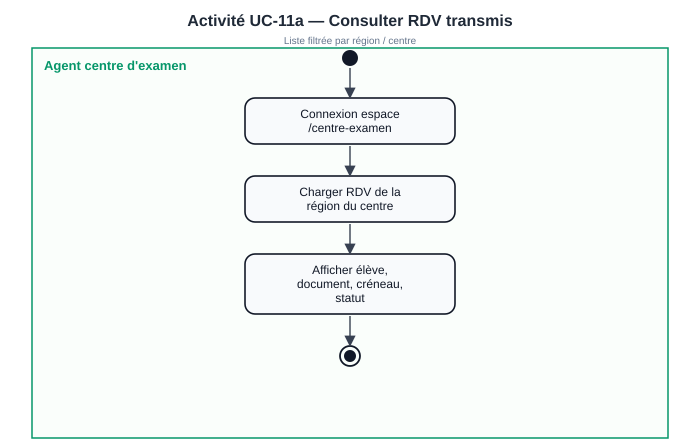 Activité UC-11a — Consulter RDV transmis
Liste filtrée par région / centre
Agent centre d'examen
Connexion espace
/centre-examen
Charger RDV de la
région du centre
Afficher élève,
document, créneau,
statut